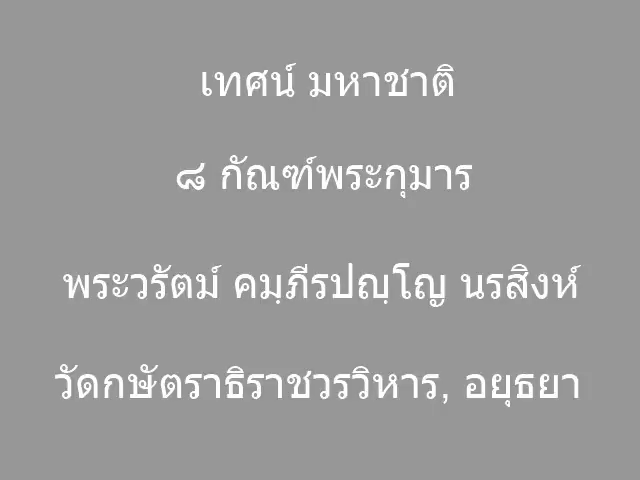 เทศน์ มหาชาติ
๘ กัณฑ์พระกุมาร
พระวรัตม์ คมฺภีรปญฺโญ นรสิงห์
วัดกษัตราธิราชวรวิหาร, อยุธยา